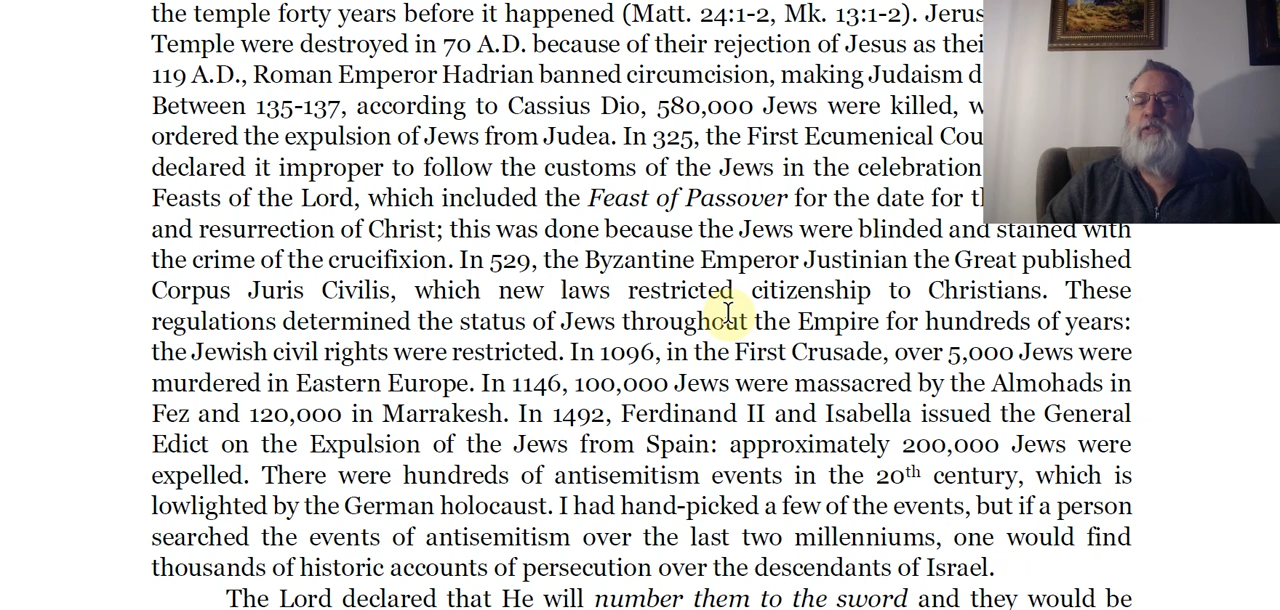 the temple forty years before it happened (Matt. 24:1-2, Mk. 13:1-2).
Temple were destroyed in 70 A.D. because of their rejection of Jesus as
119 A.D., Roman Emperor Hadrian banned circumcision, making Judaism
Between 135-137, according to Cassius Dio, 580,000 Jews were killed,
ordered the expulsion of Jews from Judea. In 325, the First Ecumenical
declared it improper to follow the customs of the Jews in the celebration
Feasts of the Lord, which included the Feast of Passover for the date for
and resurrection of Christ; this was done because the Jews were blinded and stained with
the crime of the crucifixion. In 529, the Byzantine Emperor Justinian the Great published
Corpus Juris Civilis, which new laws restricted citizenship to Christians. These
regulations determined the status of Jews throughout the Empire for hundreds of years:
the Jewish civil rights were restricted. In 1096, in the First Crusade, over 5,000 Jews were
murdered in Eastern Europe. In 1146, 100,000 Jews were massacred by the Almohads in
Fez and 120,000 in Marrakesh. In 1492, Ferdinand II and Isabella issued the General
Edict on the Expulsion of the Jews from Spain: approximately 200,000 Jews were
expelled. There were hundreds of antisemitism events in the 20th century, which is
lowlighted by the German holocaust. I had hand-picked a few of the events, but if a person
searched the events of antisemitism over the last two millenniums, one would find
thousands of historic accounts of persecution over the descendants of Israel.
The Lord declared that He will number them to the sword and they would be